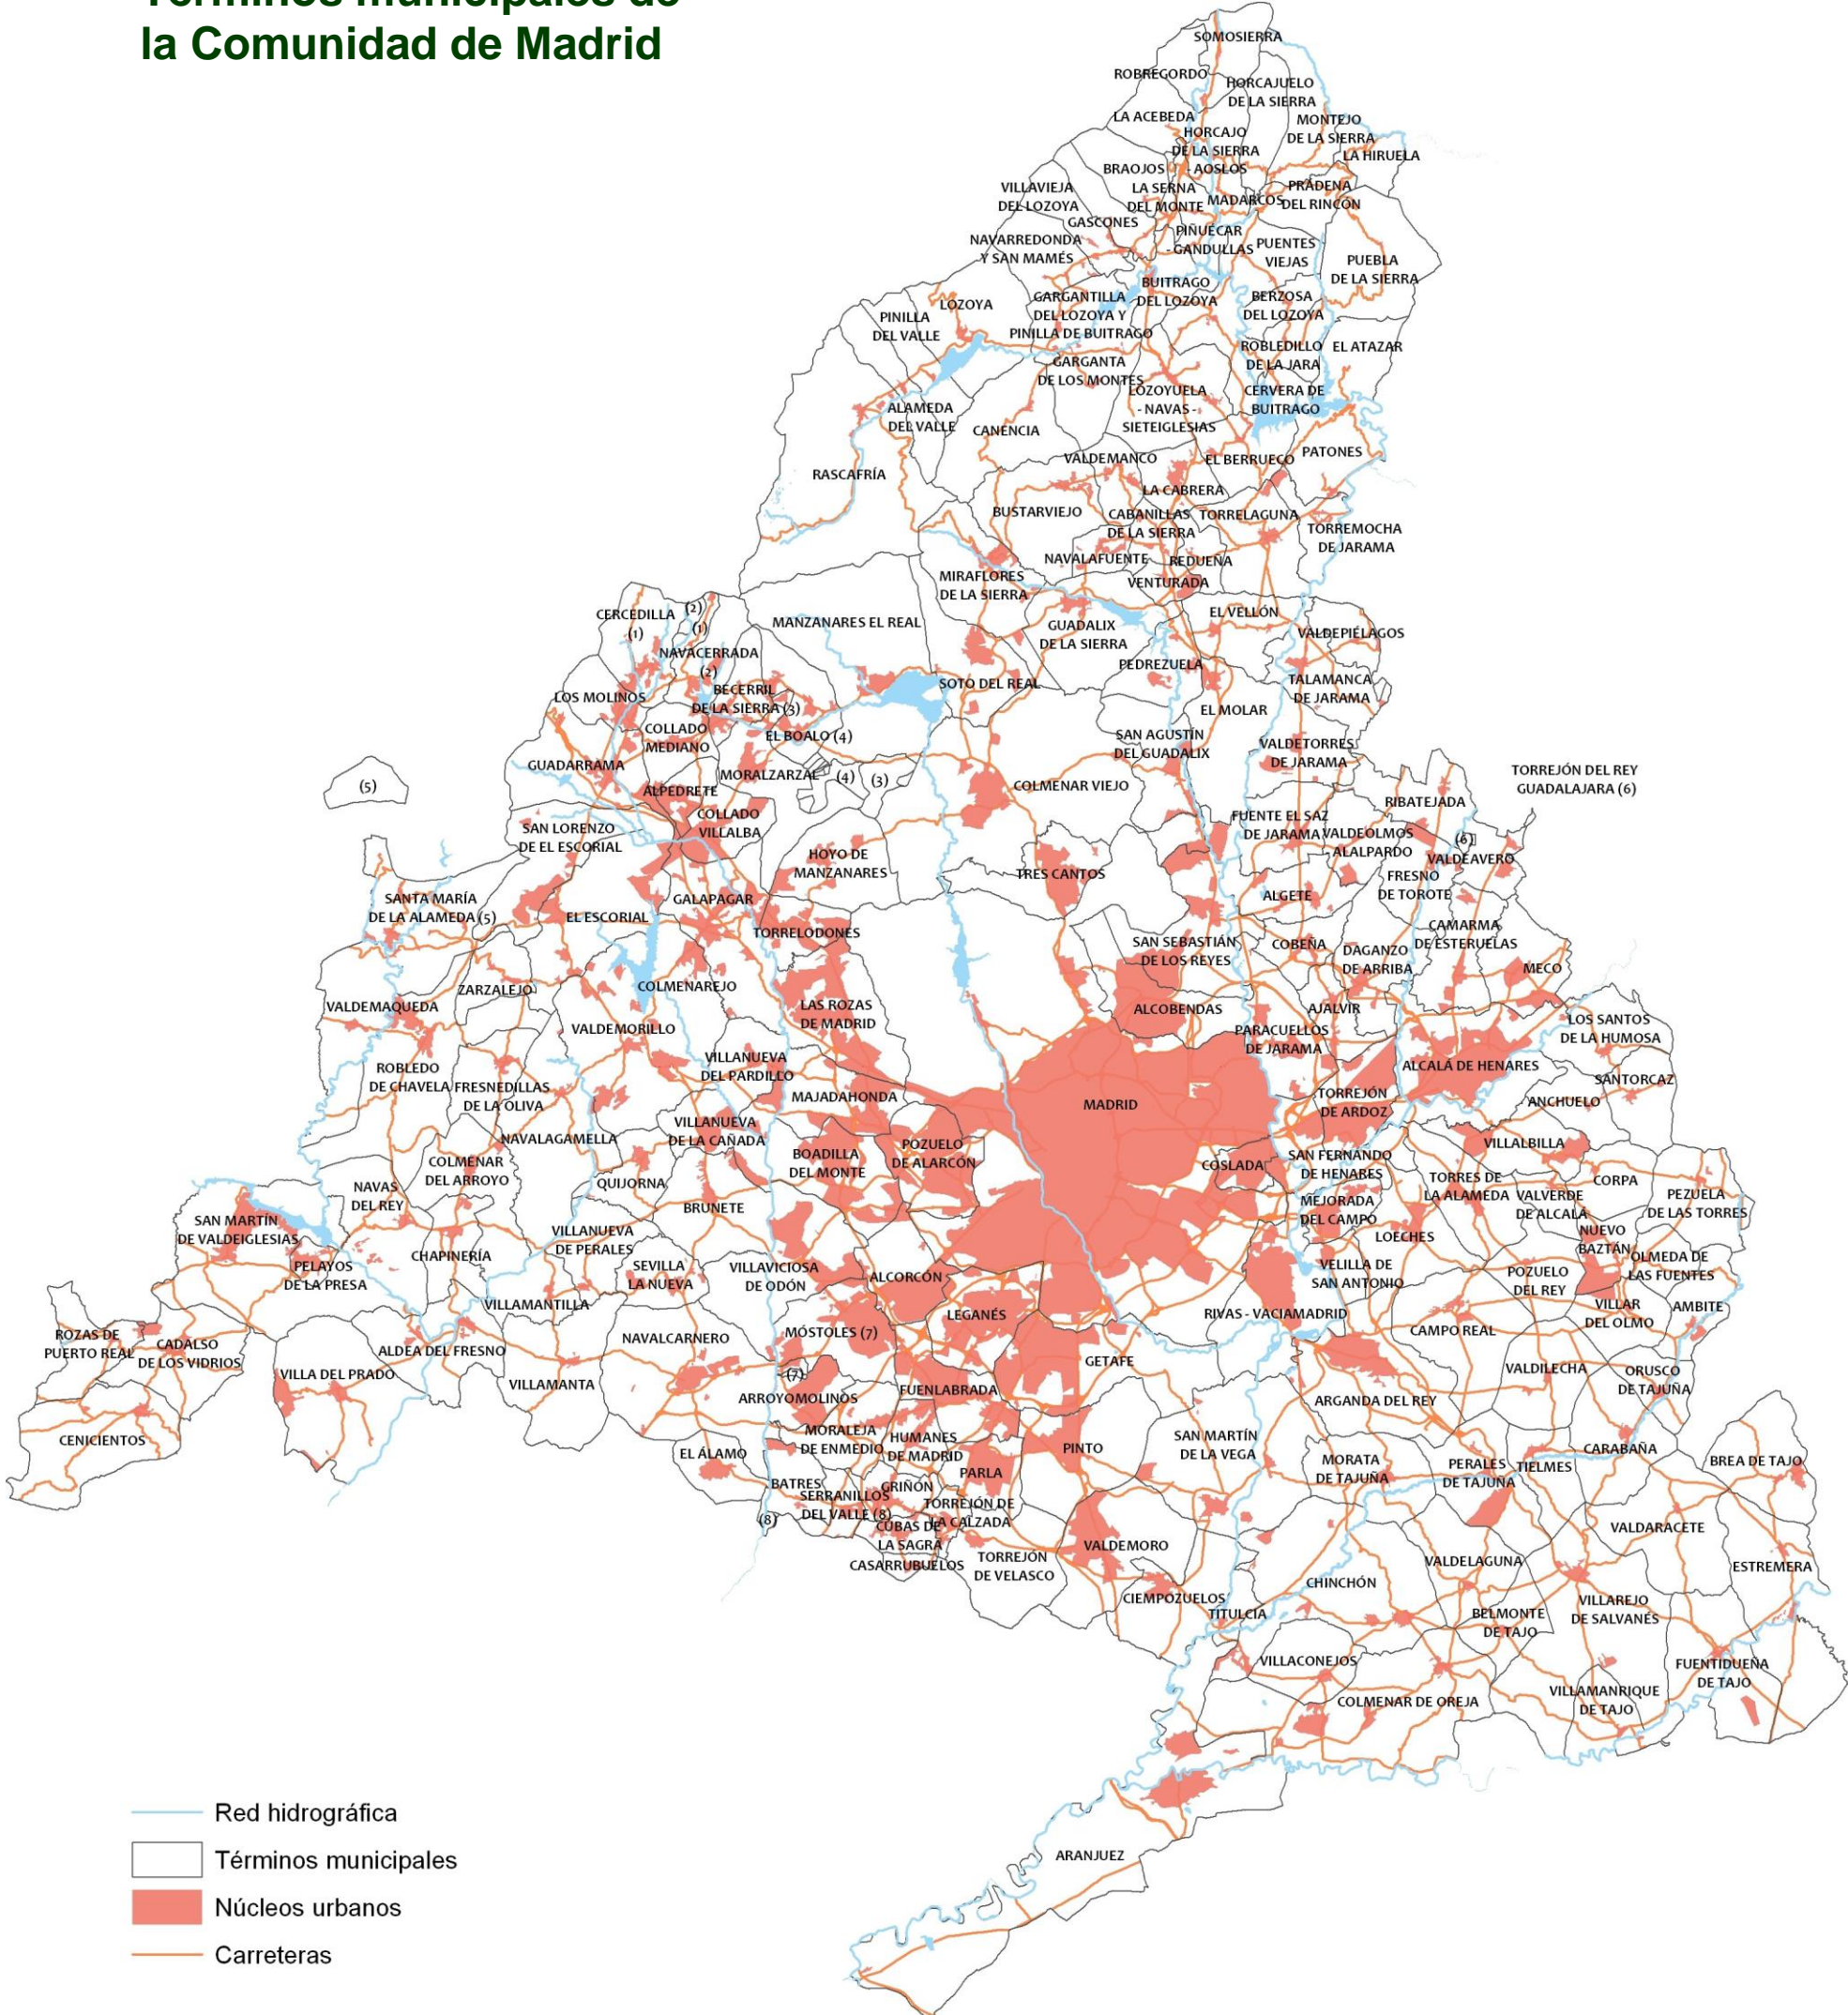 Términos municipales de
la Comunidad de Madrid
SOMOSIERRA
ROBREGORDO
HORCAJUELO
DE LA SIERRA
LA ACEBEDA
MONTEJO
DE LA SIERRA
HORCAJO
DE LA SIERRA
- AOSLOS
LA HIRUELA
BRAOJOS
VILLAVIEJA
DEL LOZOYA
LA SERNA
DEL MONTE
MADARCOS
PRÁDENA
DEL RINCÓN
GASCONES
PIÑUÉCAR
- GANDULLAS
NAVARREDONDA
Y SAN MAMÉS
PUENTES
VIEJAS
PUEBLA
DE LA SIERRA
BUITRAGO
DEL LOZOYA
LOZOYA
GARGANTILLA
DEL LOZOYA Y
PINILLA DE BUITRAGO
BERZOSA
DEL LOZOYA
PINILLA
DEL VALLE
ROBLEDILLO
DE LA JARA
EL ATAZAR
GARGANTA
DE LOS MONTES
LOZOYUELA
- NAVAS -
SIETEIGLESIAS
CERVERA DE
BUITRAGO
ALAMEDA
DEL VALLE
CANENCIA
RASCAFRÍA
VALDEMANCO
EL BERRUECO
PATONES
LA CABRERA
BUSTARVIEJO
CABANILLAS
DE LA SIERRA
TORRELAGUNA
TORREMOCHA
DE JARAMA
NAVALAFUENTE
REDUEÑA
MIRAFLORES
DE LA SIERRA
VENTURADA
CERCEDILLA
(1)
(2)
(1)
MANZANARES EL REAL
GUADALIX
DE LA SIERRA
EL VELLÓN
VALDEPIÉLAGOS
NAVACERRADA
(2)
PEDREZUELA
LOS MOLINOS
BECERRIL
DE LA SIERRA (3)
SOTO DEL REAL
TALAMANCA
DE JARAMA
EL MOLAR
COLLADO
MEDIANO
EL BOALO (4)
SAN AGUSTÍN
DEL GUADALIX
VALDETORRES
DE JARAMA
GUADARRAMA
MORALZARZAL
(4)
(3)
(5)
COLMENAR VIEJO
TORREJÓN DEL REY
GUADALAJARA (6)
ALPEDRETE
RIBATEJADA
COLLADO
VILLALBA
FUENTE EL SAZ
DE JARAMA
SAN LORENZO
DE EL ESCORIAL
VALDEOLMOS
- ALALPARDO
(6)
VALDEAVERO
HOYO DE
MANZANARES
TRES CANTOS
FRESNO
DE TOROTE
ALGETE
SANTA MARÍA
DE LA ALAMEDA (5)
EL ESCORIAL
GALAPAGAR
TORRELODONES
CAMARMA
DE ESTERUELAS
SAN SEBASTIÁN
DE LOS REYES
COBEÑA
DAGANZO
DE ARRIBA
MECO
ZARZALEJO
COLMENAREJO
VALDEMAQUEDA
LAS ROZAS
DE MADRID
ALCOBENDAS
AJALVIR
VALDEMORILLO
PARACUELLOS
DE JARAMA
LOS SANTOS
DE LA HUMOSA
VILLANUEVA
DEL PARDILLO
ROBLEDO
DE CHAVELA
ALCALÁ DE HENARES
FRESNEDILLAS
DE LA OLIVA
SANTORCAZ
MAJADAHONDA
MADRID
TORREJÓN
DE ARDOZ
ANCHUELO
NAVALAGAMELLA
VILLANUEVA
DE LA CAÑADA
POZUELO
DE ALARCÓN
VILLALBILLA
BOADILLA
DEL MONTE
COLMENAR
DEL ARROYO
COSLADA
SAN FERNANDO
DE HENARES
QUIJORNA
NAVAS
DEL REY
TORRES DE
LA ALAMEDA
CORPA
VALVERDE
DE ALCALÁ
PEZUELA
DE LAS TORRES
BRUNETE
MEJORADA
DEL CAMPO
SAN MARTÍN
DE VALDEIGLESIAS
VILLANUEVA
DE PERALES
LOECHES
NUEVO
BAZTÁN
CHAPINERÍA
PELAYOS
DE LA PRESA
SEVILLA
LA NUEVA
VILLAVICIOSA
DE ODÓN
ALCORCÓN
VELILLA DE
SAN ANTONIO
OLMEDA DE
LAS FUENTES
POZUELO
DEL REY
VILLAMANTILLA
LEGANÉS
RIVAS - VACIAMADRID
VILLAR
DEL OLMO
AMBITE
ROZAS DE
PUERTO REAL
CADALSO
DE LOS VIDRIOS
ALDEA DEL FRESNO
NAVALCARNERO
MÓSTOLES (7)
CAMPO REAL
GETAFE
VILLA DEL PRADO
VILLAMANTA
(7)
ARROYOMOLINOS
FUENLABRADA
VALDILECHA
ORUSCO
DE TAJUÑA
ARGANDA DEL REY
CENICIENTOS
MORALEJA
DE ENMEDIO
HUMANES
DE MADRID
PINTO
SAN MARTÍN
DE LA VEGA
EL ÁLAMO
CARABAÑA
BREA DE TAJO
MORATA
DE TAJUÑA
PERALES
DE TAJUÑA
TIELMES
PARLA
BATRES
GRIÑÓN
SERRANILLOS
DEL VALLE (8)
(8)
TORREJÓN DE
LA CALZADA
CUBAS DE
LA SAGRA
CASARRUBUELOS
TORREJÓN
DE VELASCO
VALDEMORO
VALDARACETE
VALDELAGUNA
ESTREMERA
CHINCHÓN
CIEMPOZUELOS
TITULCIA
BELMONTE
DE TAJO
VILLAREJO
DE SALVANÉS
VILLACONEJOS
FUENTIDUEÑA
DE TAJO
COLMENAR DE OREJA
VILLAMANRIQUE
DE TAJO
ARANJUEZ
Red hidrográfica
Términos municipales
Núcleos urbanos
Carreteras